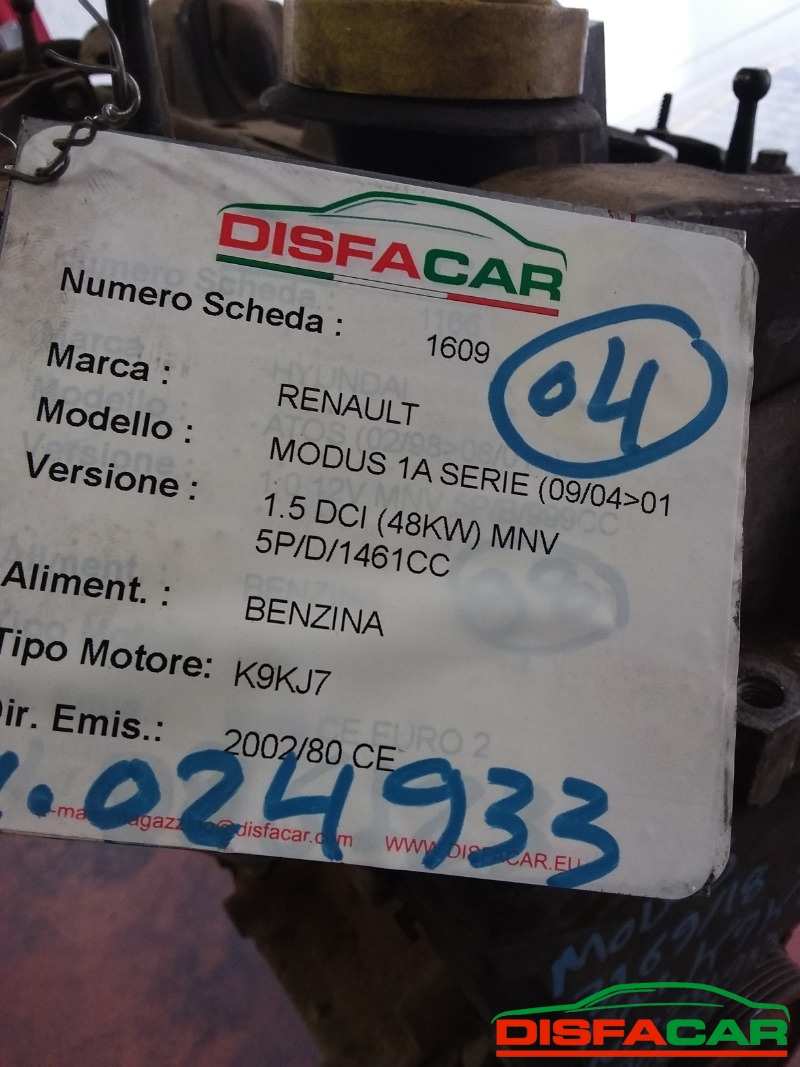 DISFACAR
Numero Scheda : 1609
04
Marca : RENAULT
Modello : MODUS 1A SERIE (09/04>01
Versione : 1.5 DCI (48KW) MNV
5P/D/1461CC
Aliment. : BENZINA
Tipo Motore: K9KJ7
Dir. Emis.: 2002/80 CE
024933
@disfacar.com WWW.DISFACAR.EU
DISFACAR